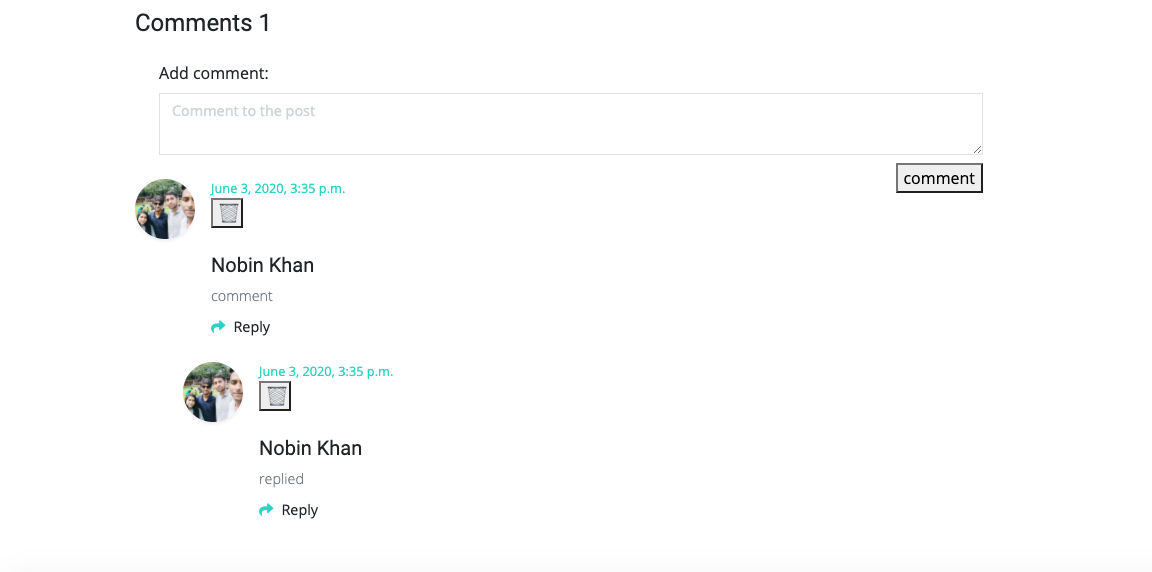 Comments 1
Add comment:
Comment to the post
comment
June 3, 2020, 3:35 p.m.
Nobin Khan
comment
Reply
June 3, 2020, 3:35 p.m.
Nobin Khan
replied
Reply